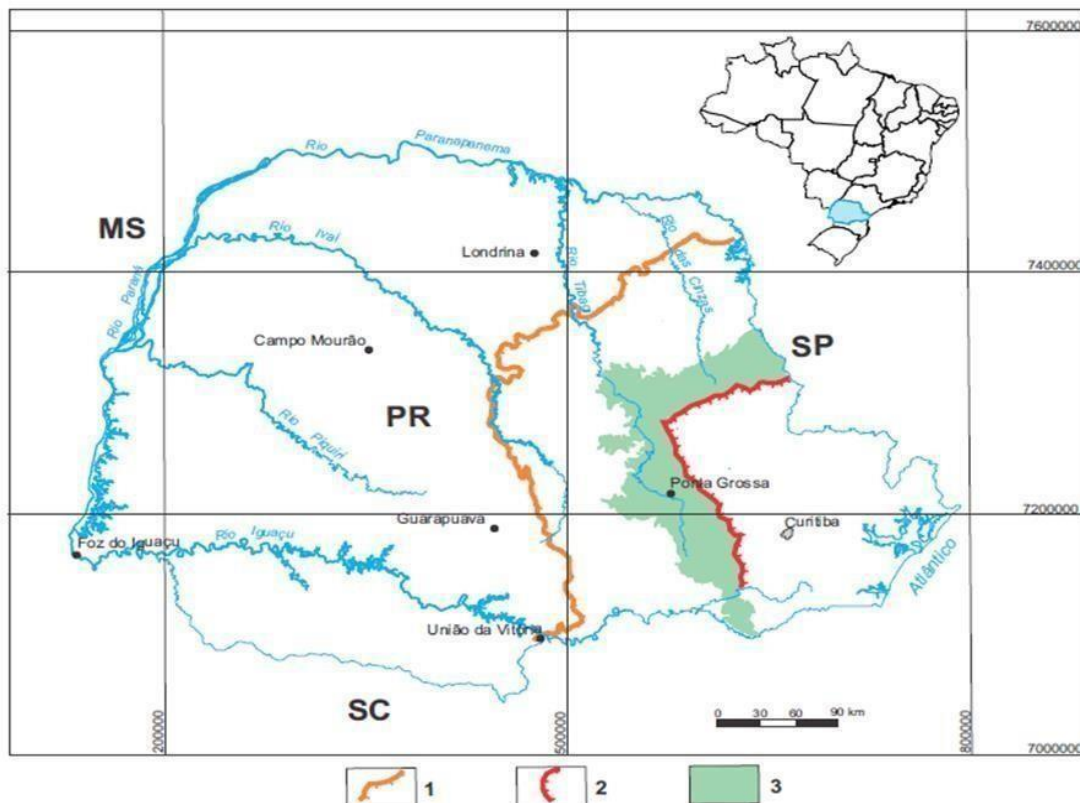 7600000
Rio Paranapanema
MS
Rio Ivaí
Rio das Cinzas
Londrina
Rio Tibagi
7400000
Rio Paraná
Campo Mourão
SP
PR
Rio Piquiri
Ponta Grossa
Guarapuava
7200000
Curitiba
Foz do Iguaçu
Rio Iguaçu
Atlântico
União da Vitória
SC
0 30 60 90 km
200000
500000
800000
7000000
1
2
3